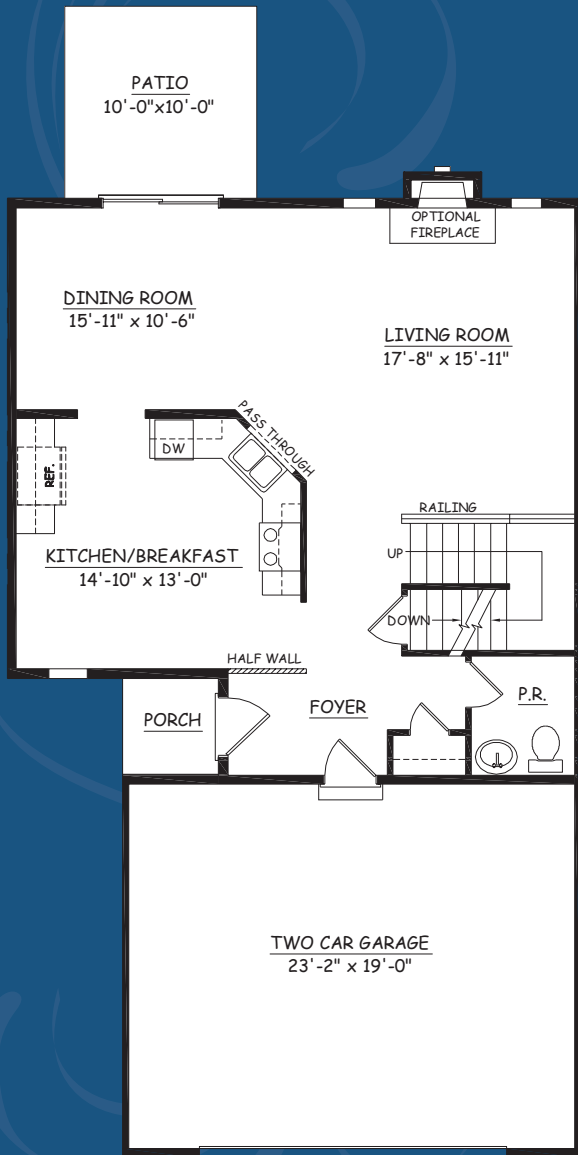 PATIO
10'-0"x10'-0"
OPTIONAL
FIREPLACE
DINING ROOM
15'-11" x 10'-6"
LIVING ROOM
17'-8" x 15'-11"
PASS THROUGH
DW
REF.
RAILING
UP
KITCHEN/BREAKFAST
14'-10" x 13'-0"
DOWN
HALF WALL
P.R.
FOYER
PORCH
TWO CAR GARAGE
23'-2" x 19'-0"